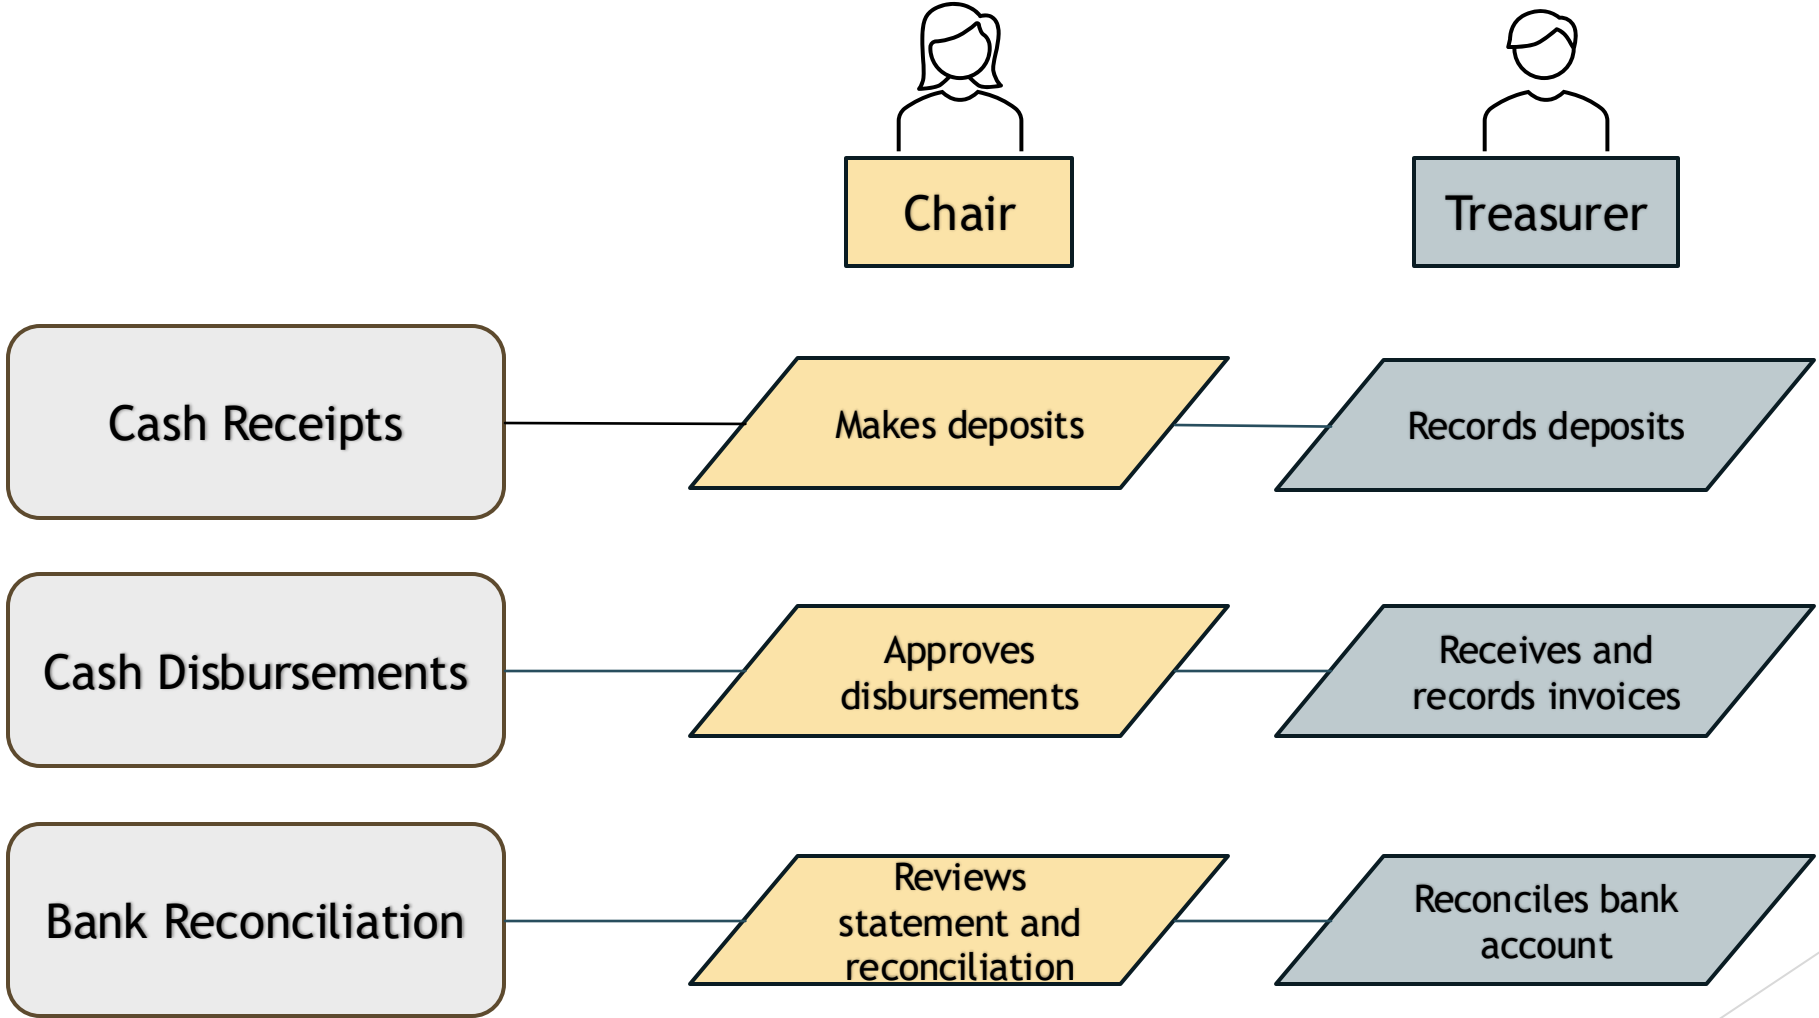 Chair
Treasurer
Cash Receipts
Makes deposits
Records deposits
Cash Disbursements
Approves
disbursements
Receives and
records invoices
Bank Reconciliation
Reviews
statement and
reconciliation
Reconciles bank
account